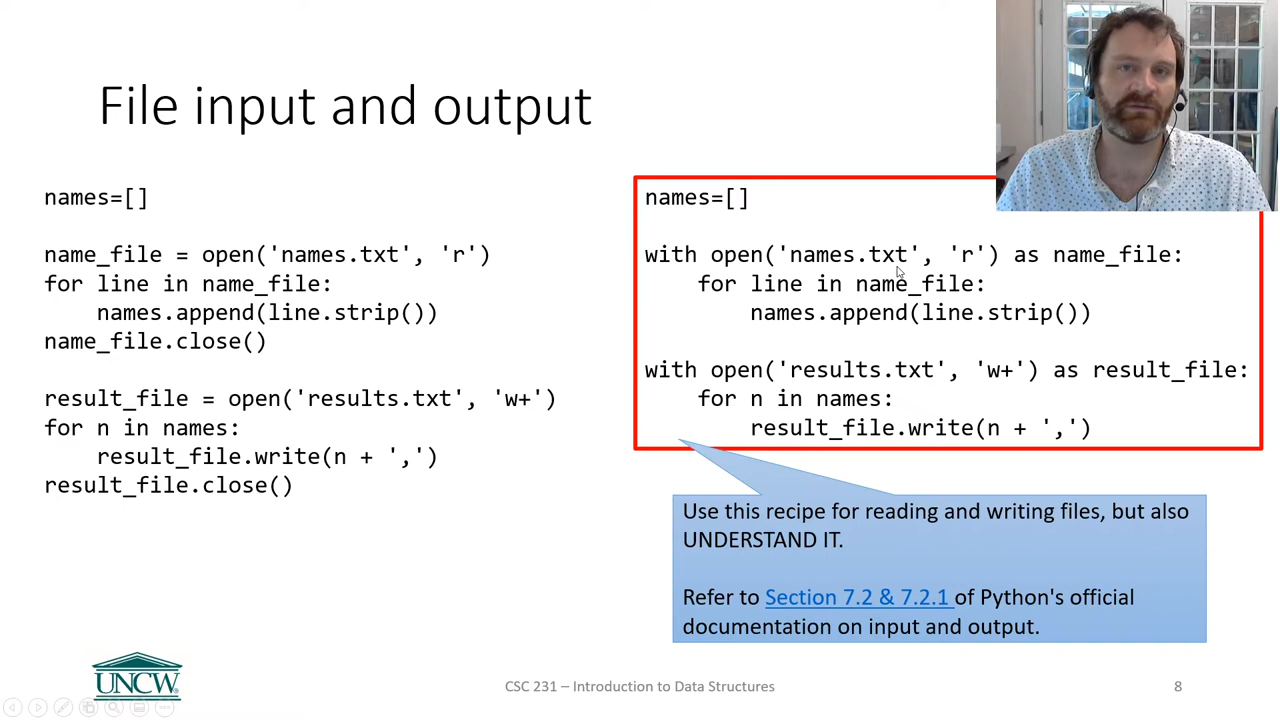 File input and output
names=[]
name_file = open('names.txt', 'r')
for line in name_file:
    names.append(line.strip())
name_file.close()
result_file = open('results.txt', 'w+')
for n in names:
    result_file.write(n + ',')
result_file.close()
names=[]
with open('names.txt', 'r') as name_file:
    for line in name_file:
        names.append(line.strip())
with open('results.txt', 'w+') as result_file:
    for n in names:
        result_file.write(n + ',')
Use this recipe for reading and writing files, but also
UNDERSTAND IT.
Refer to Section 7.2 & 7.2.1 of Python's official
documentation on input and output.
UNCW
CSC 231 – Introduction to Data Structures
8